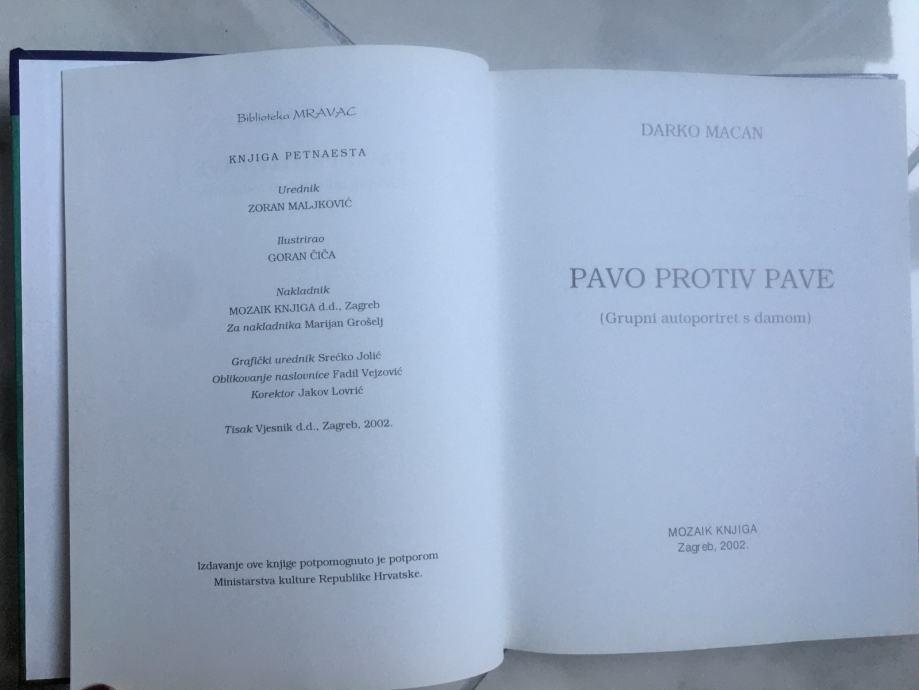 Biblioteka MRAVAC
KNJIGA PETNAESTA
Urednik
ZORAN MALJKOVIĆ
Ilustrirao
GORAN ČIČA
Nakladnik
MOZAIK KNJIGA d.d., Zagreb
Za nakladnika Marijan Grošelj
Grafički urednik Srećko Jolić
Oblikovanje naslovnice Fadil Vejzović
Korektor Jakov Lovrić
Tisak Vjesnik d.d., Zagreb, 2002.
Izdavanje ove knjige potpomognuto je potporom
Ministarstva kulture Republike Hrvatske.
DARKO MACAN
PAVO PROTIV PAVE
(Grupni autoportret s damom)
MOZAIK KNJIGA
Zagreb, 2002.